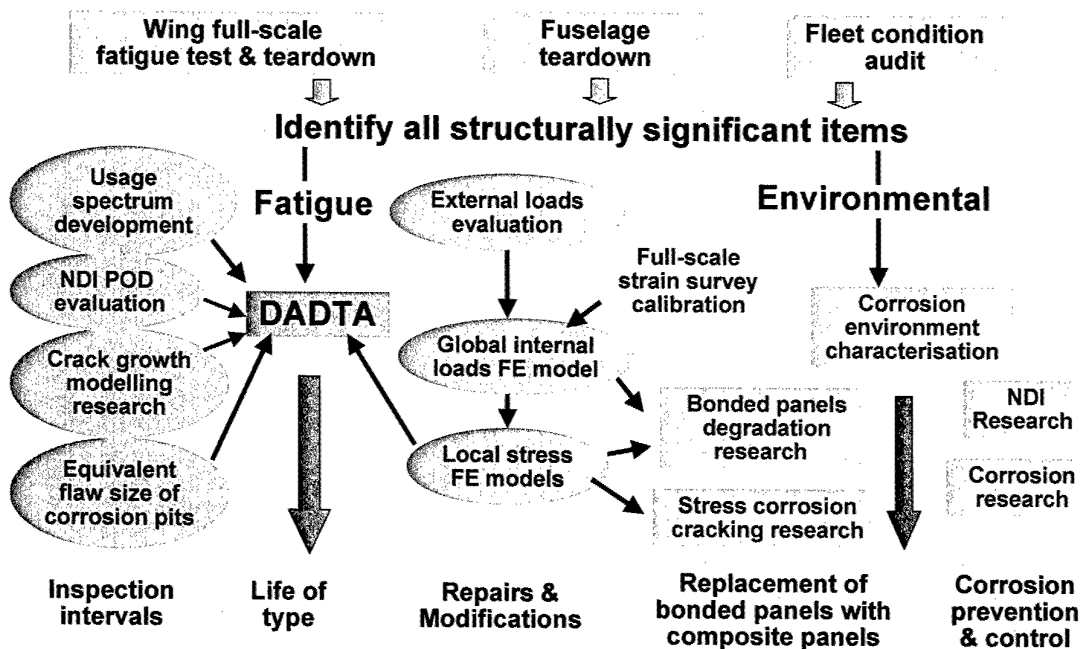 Wing full-scale
fatigue test & teardown
Fuselage
teardown
Fleet condition
audit
Identify all structurally significant items
Usage
spectrum
development
Fatigue
External loads
evaluation
Environmental
NDI POD
evaluation
DADTA
Full-scale
strain survey
calibration
Corrosion
environment
characterisation
Crack growth
modelling
research
Global internal
loads FE model
Bonded panels
degradation
research
NDI
Research
Equivalent
flaw size of
corrosion pits
Local stress
FE models
Stress corrosion
cracking research
Corrosion
research
Inspection
intervals
Life of
type
Repairs &
Modifications
Replacement of
bonded panels with
composite panels
Corrosion
prevention
& control